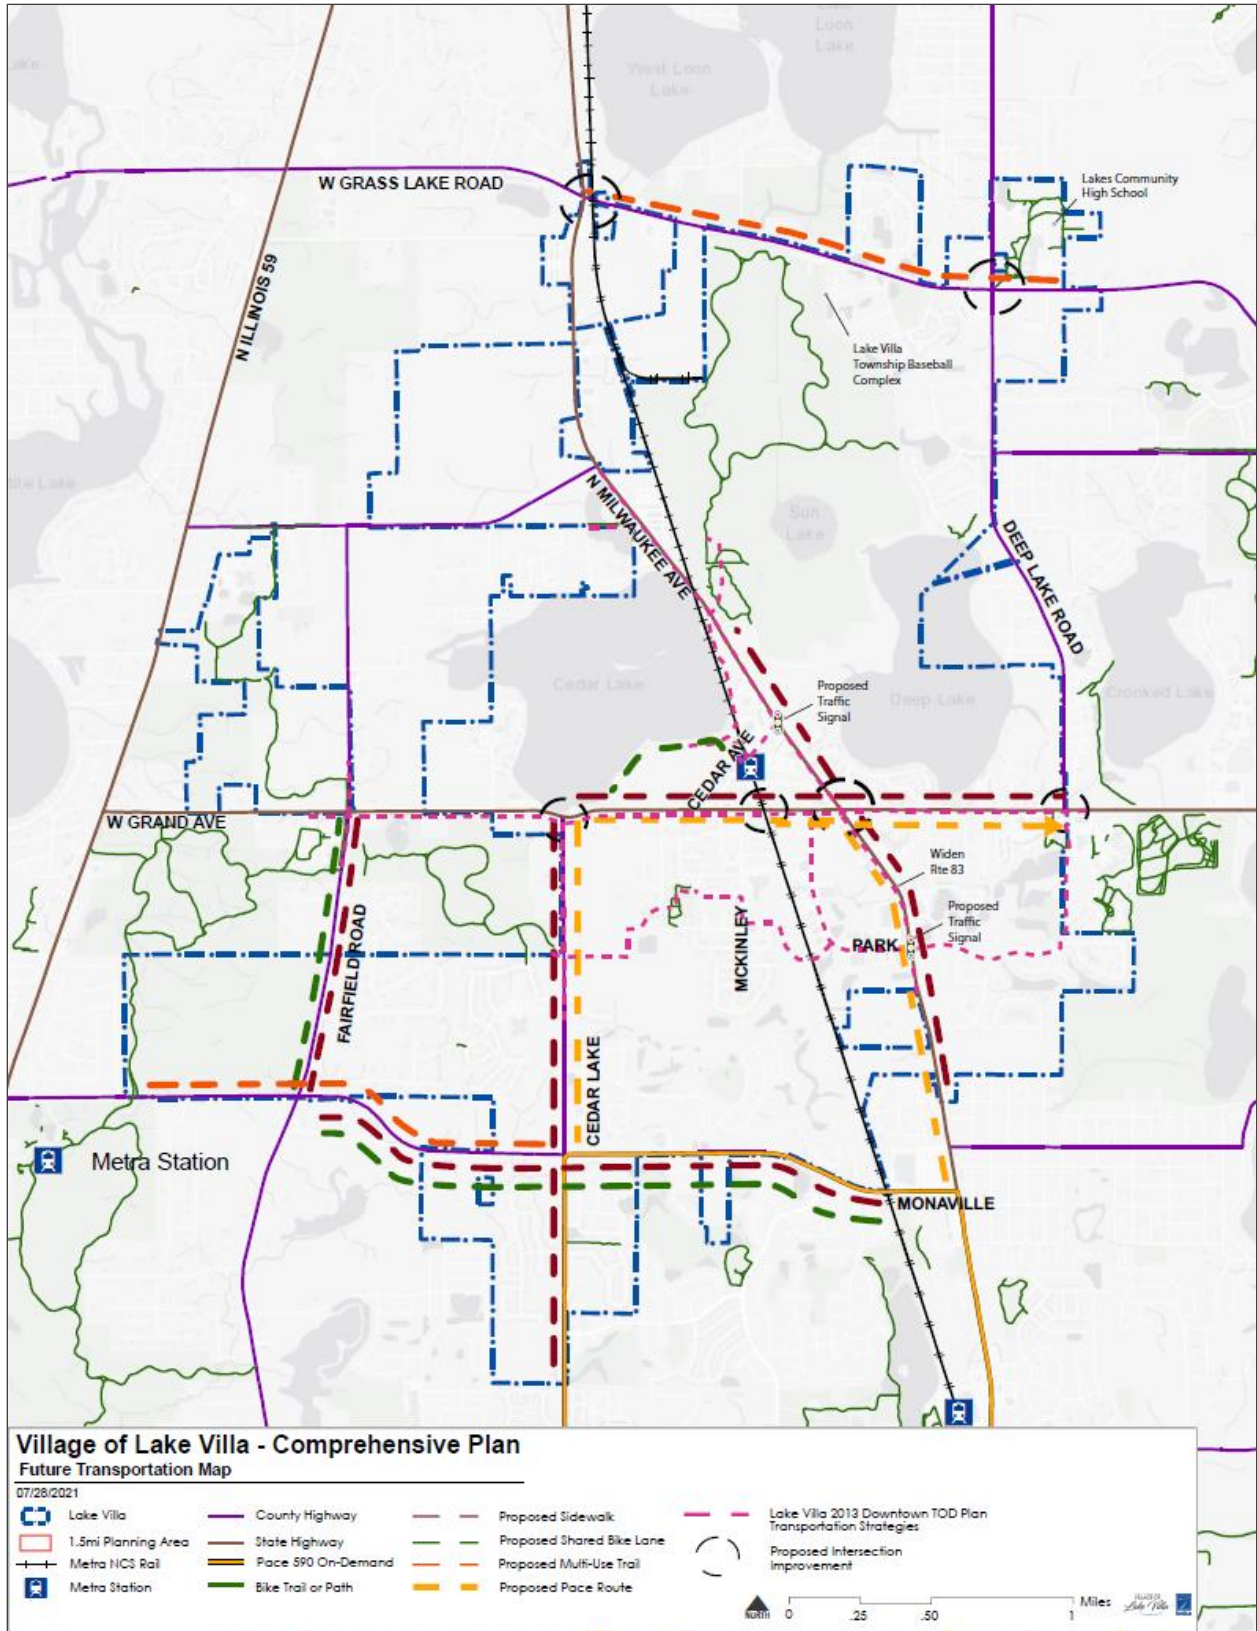 West Loon
Lake
Loon
Lake
Lake
W GRASS LAKE ROAD
Lakes Community
High School
N ILLINOIS 59
Lake Villa
Township Baseball
Complex
Lake
N MILWAUKEE AVE
Sun
Lake
DEEP LAKE ROAD
Cedar Lake
Proposed
Traffic
Signal
Deep Lake
Crooked Lake
CEDAR AVE
W GRAND AVE
Widen
Rte 83
Proposed
Traffic
Signal
FAIRFIELD ROAD
MCKINLEY
PARK
CEDAR LAKE
Metra Station
MONAVILLE
Village of Lake Villa - Comprehensive Plan
Future Transportation Map
07/28/2021
Lake Villa
1.5mi Planning Area
Metra NCS Rail
Metra Station
County Highway
State Highway
Pace 590 On-Demand
Bike Trail or Path
Proposed Sidewalk
Proposed Shared Bike Lane
Proposed Multi-Use Trail
Proposed Pace Route
Lake Villa 2013 Downtown TOD Plan
Transportation Strategies
Proposed Intersection
Improvement
NORTH
0 .25 .50 1 Miles
Lake Villa